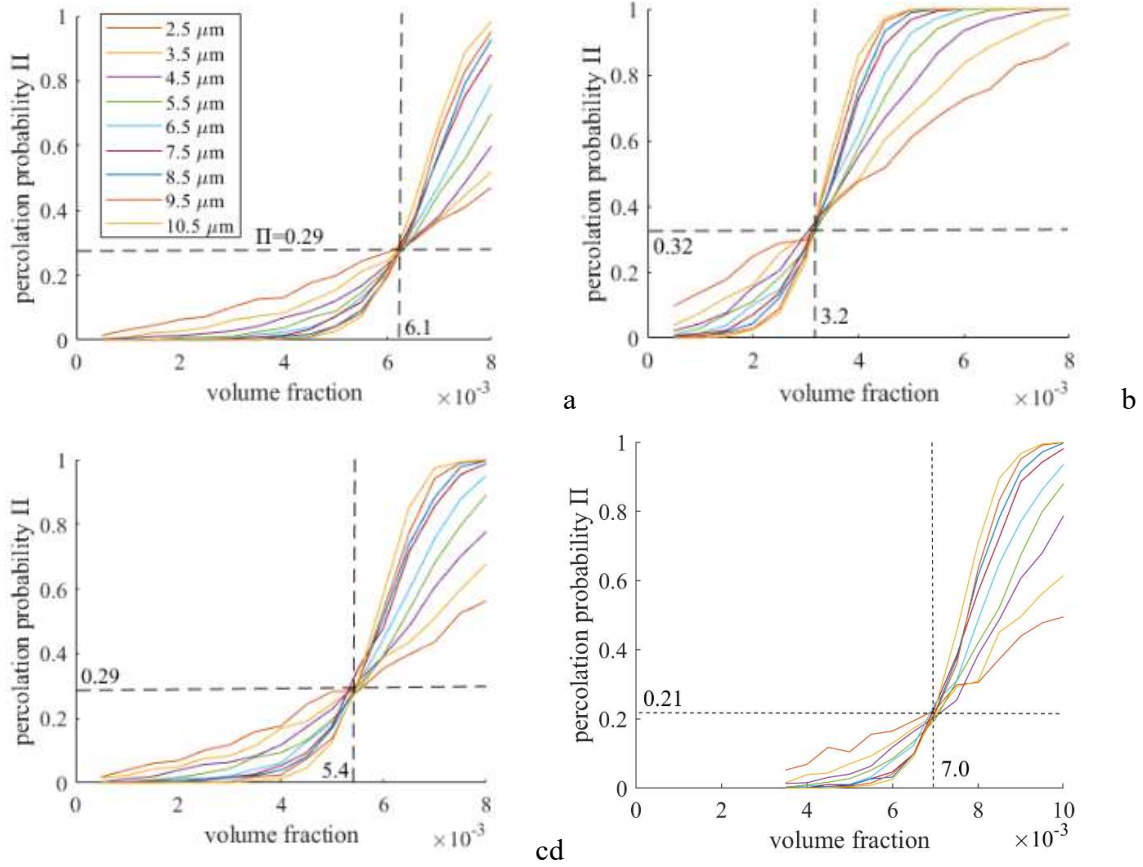 percolation probability Π
1
0.8
0.6
0.4
0.2
0
2.5 μm
3.5 μm
4.5 μm
5.5 μm
6.5 μm
7.5 μm
8.5 μm
9.5 μm
10.5 μm
Π=0.29
6.1
0 2 4 6 8
volume fraction ×10⁻³
a
percolation probability Π
1
0.8
0.6
0.4
0.2
0
0.32
3.2
0 2 4 6 8
volume fraction ×10⁻³
b
percolation probability Π
1
0.8
0.6
0.4
0.2
0
0.29
5.4
0 2 4 6 8
volume fraction ×10⁻³
cd
percolation probability Π
1
0.8
0.6
0.4
0.2
0
0.21
7.0
0 2 4 6 8 10
volume fraction ×10⁻³